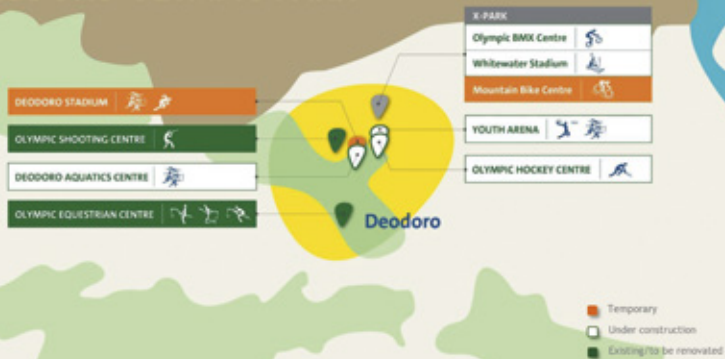 X-PARK
Olympic BMX Centre
Whitewater Stadium
Mountain Bike Centre
DEODORO STADIUM
OLYMPIC SHOOTING CENTRE
DEODORO AQUATICS CENTRE
OLYMPIC EQUESTRIAN CENTRE
YOUTH ARENA
OLYMPIC HOCKEY CENTRE
Deodoro
Temporary
Under construction
Existing/to be renovated